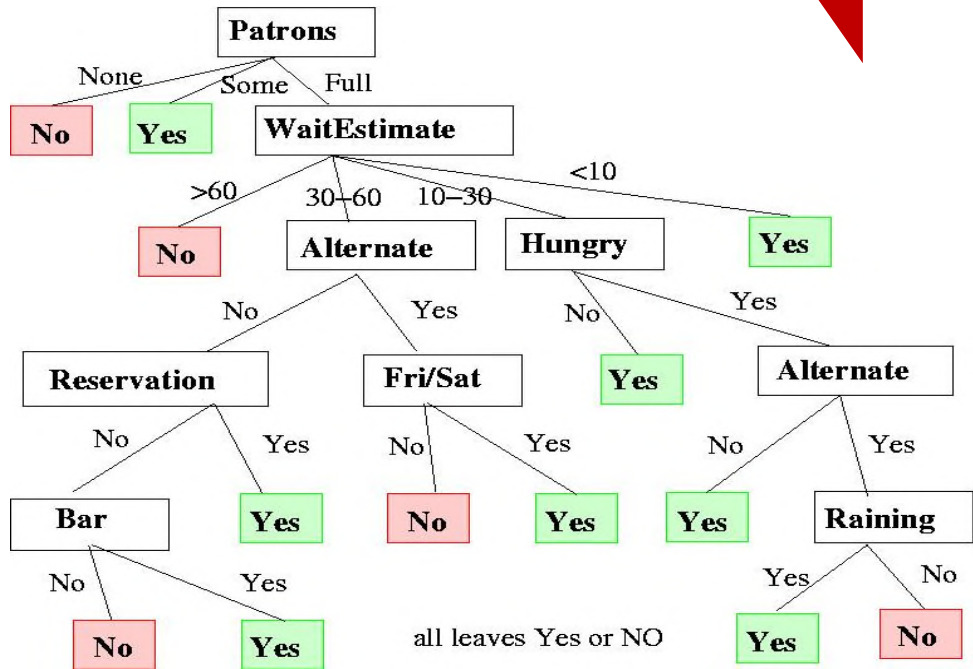 Patrons
None Some Full
No Yes WaitEstimate
>60 30–60 10–30 <10
No Alternate Hungry Yes
No Yes No Yes
Reservation Fri/Sat Yes Alternate
No Yes No Yes No Yes
Bar Yes No Yes Yes Raining
No Yes Yes No
No Yes all leaves Yes or NO Yes No